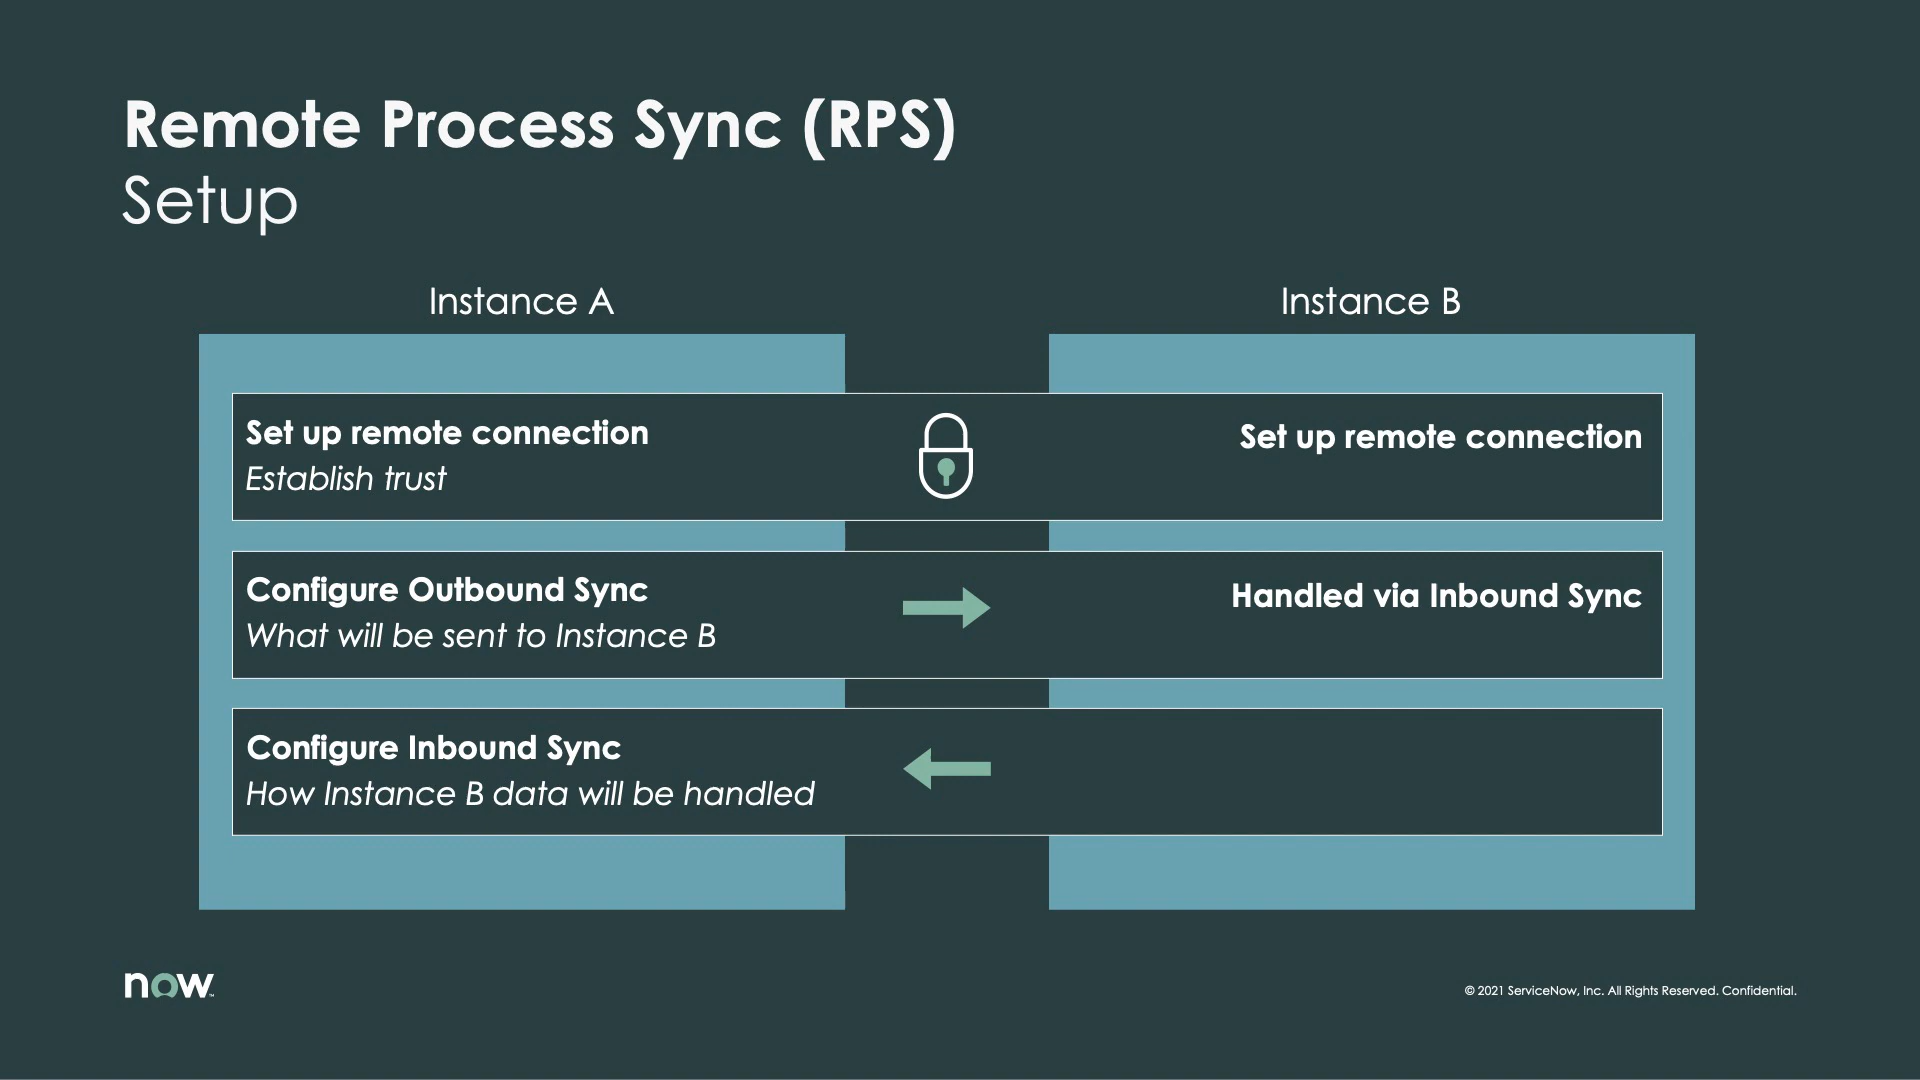 Remote Process Sync (RPS)
Setup
Instance A
Instance B
Set up remote connection
Establish trust
Set up remote connection
Configure Outbound Sync
What will be sent to Instance B
Handled via Inbound Sync
Configure Inbound Sync
How Instance B data will be handled
now™
© 2021 ServiceNow, Inc. All Rights Reserved. Confidential.